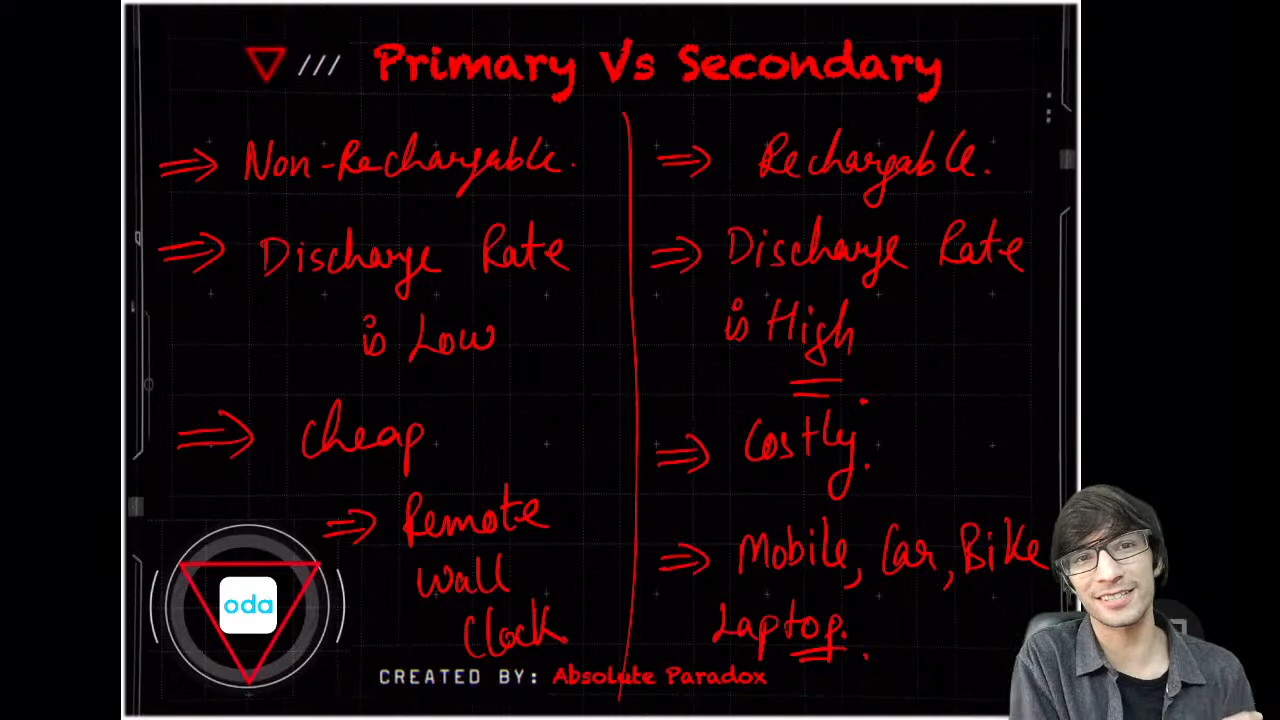 /// Primary Vs Secondary
⇒ Non-Rechargable.
⇒ Discharge Rate
is Low
⇒ Cheap
⇒ Remote
Wall
Clock
⇒ Rechargable.
⇒ Discharge Rate
is High
⇒ Costly.
⇒ Mobile, Car, Bike
Laptop.
oda
CREATED BY: Absolute Paradox